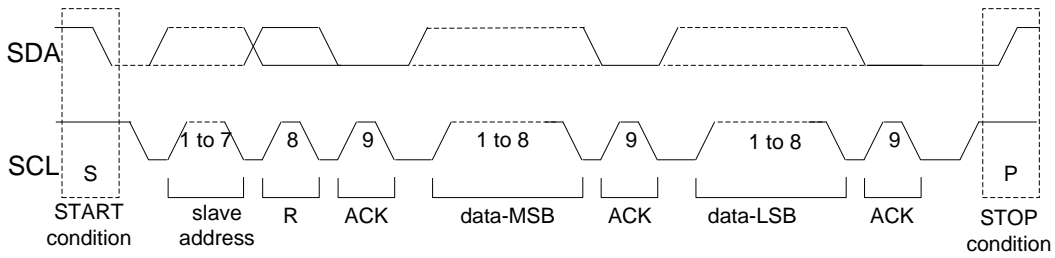 SDA
1 to 7 8 9 1 to 8 9 1 to 8 9
SCL S P
START condition
slave address
R
ACK
data-MSB
ACK
data-LSB
ACK
STOP condition